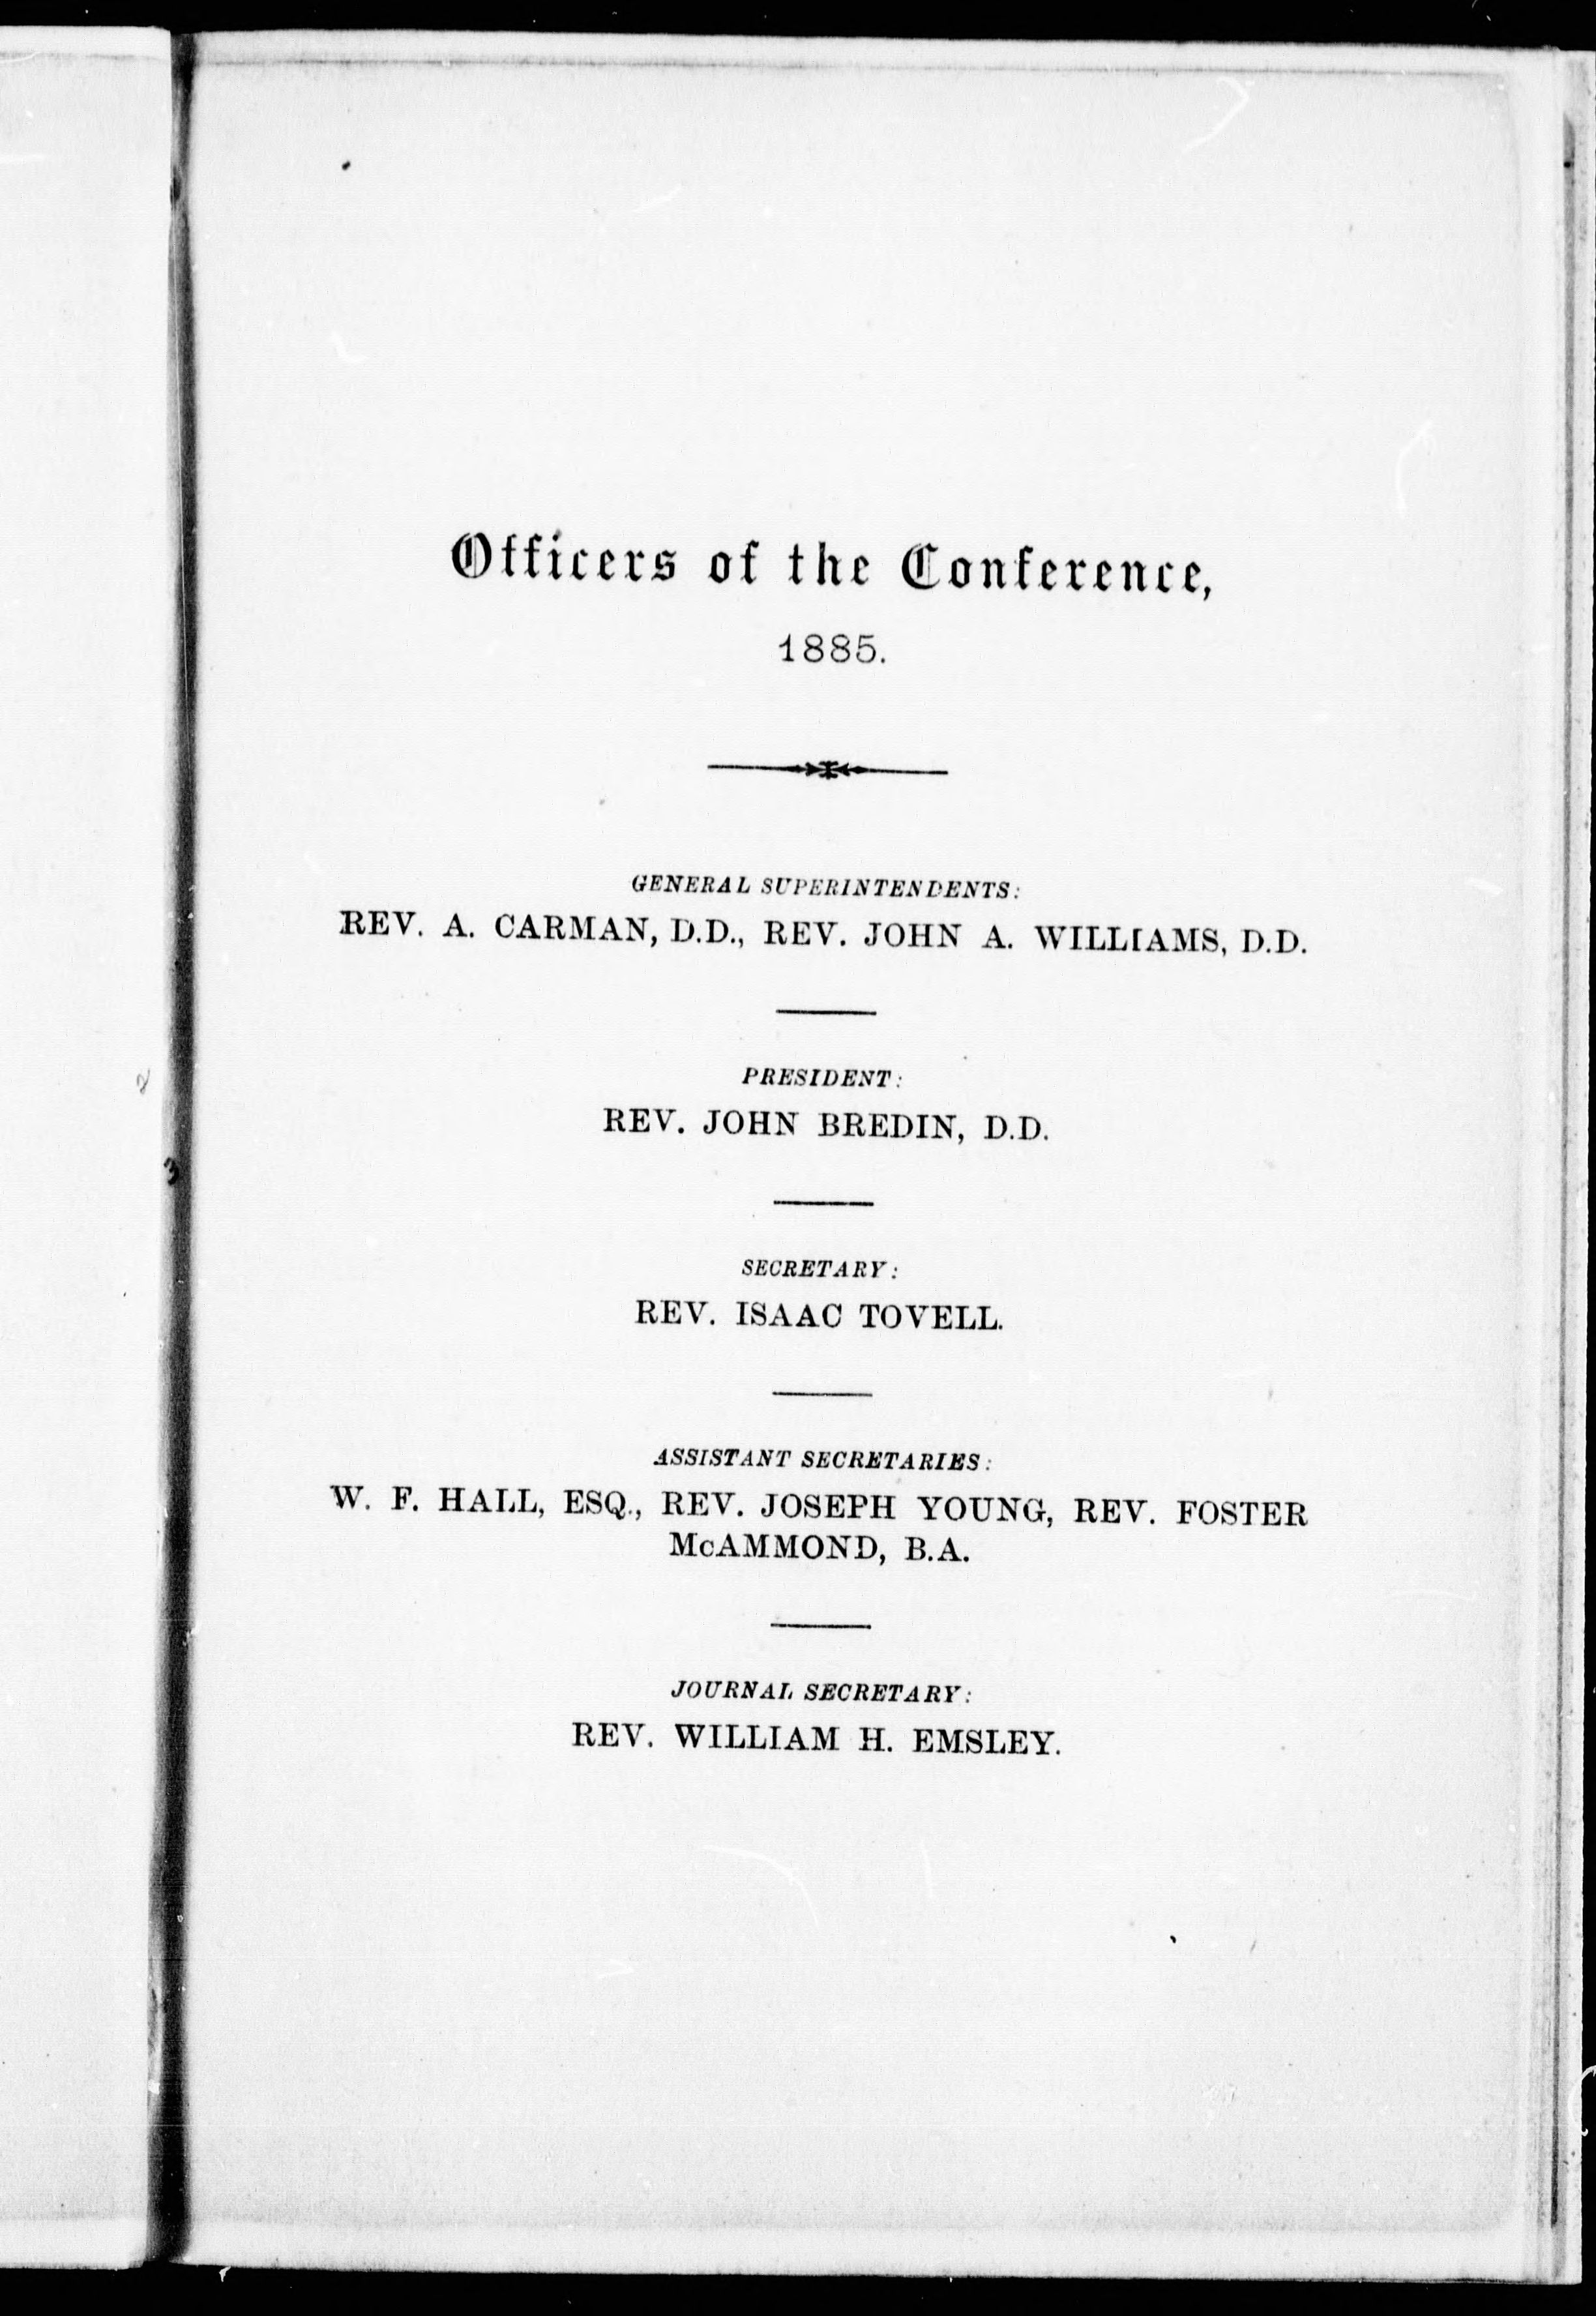 Officers of the Conference,
1885.
GENERAL SUPERINTENDENTS:
REV. A. CARMAN, D.D., REV. JOHN A. WILLIAMS, D.D.
PRESIDENT:
REV. JOHN BREDIN, D.D.
SECRETARY:
REV. ISAAC TOVELL.
ASSISTANT SECRETARIES:
W. F. HALL, ESQ., REV. JOSEPH YOUNG, REV. FOSTER
McAMMOND, B.A.
JOURNAL SECRETARY:
REV. WILLIAM H. EMSLEY.